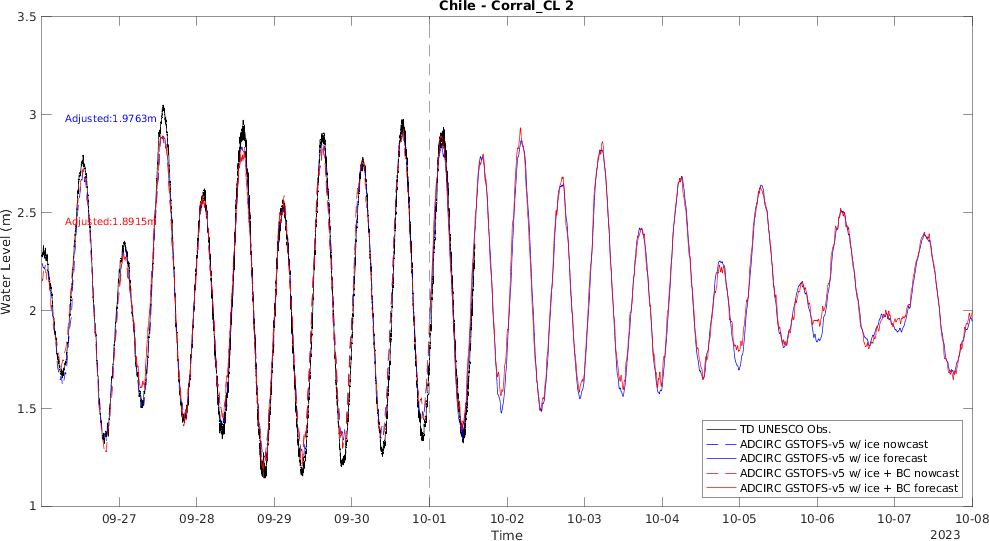 Chile - Corral_CL 2
3.5
3
2.5
2
1.5
1
Water Level (m)
Adjusted:1.9763m
Adjusted:1.8915m
TD UNESCO Obs.
ADCIRC GSTOFS-v5 w/ ice nowcast
ADCIRC GSTOFS-v5 w/ ice forecast
ADCIRC GSTOFS-v5 w/ ice + BC nowcast
ADCIRC GSTOFS-v5 w/ ice + BC forecast
09-27 09-28 09-29 09-30 10-01 10-02 10-03 10-04 10-05 10-06 10-07 10-08
Time
2023